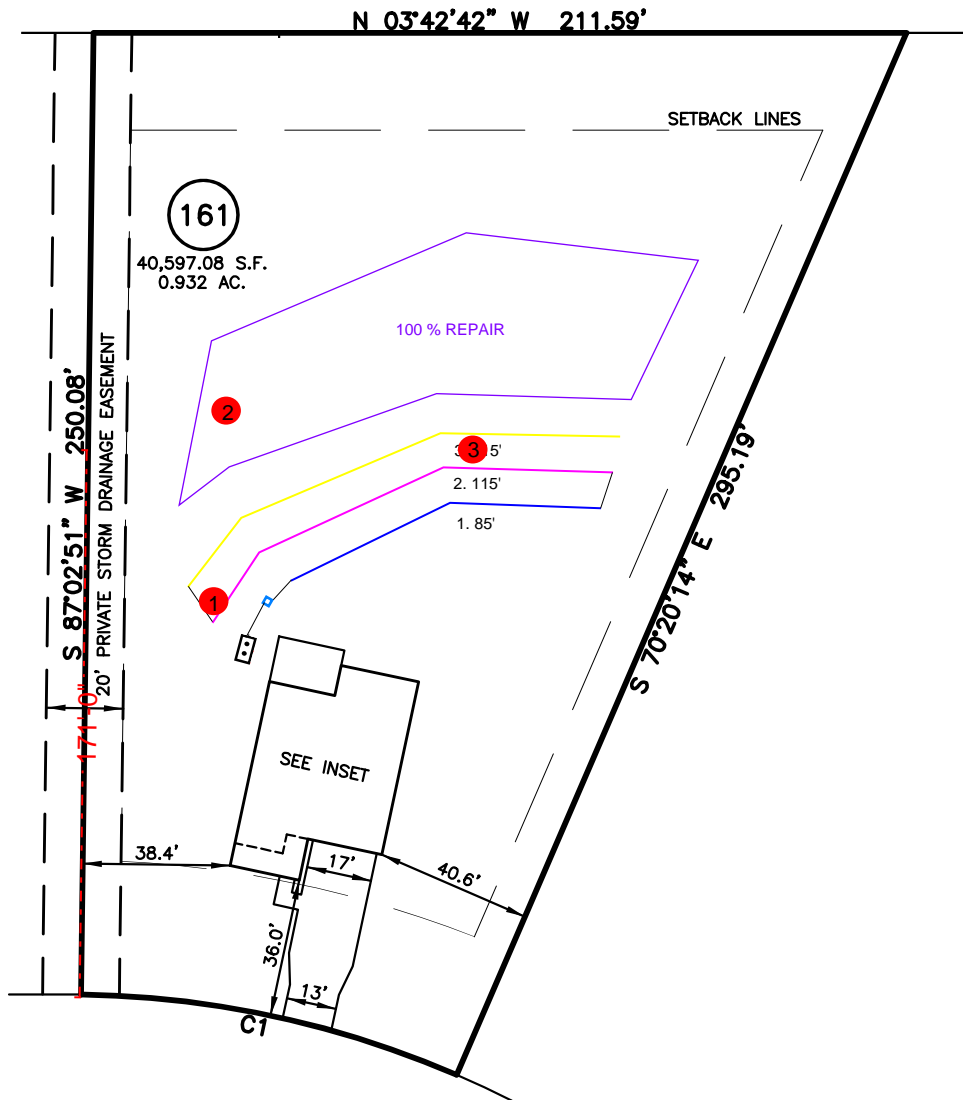 N 03°42'42" W 211.59'
SETBACK LINES
161
40,597.08 S.F.
0.932 AC.
100 % REPAIR
20' PRIVATE STORM DRAINAGE EASEMENT
S 87°02'51" W 250.08'
2
3
5'
2. 115'
1. 85'
S 70°20'14" E 295.19'
1
171'-0"
SEE INSET
38.4'
17'
40.6'
36.0'
13'
C1